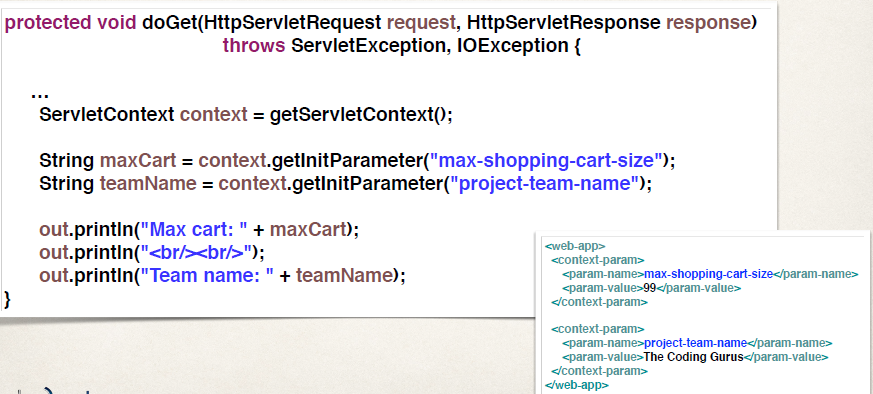 protected void doGet(HttpServletRequest request, HttpServletResponse response)
throws ServletException, IOException {
...
ServletContext context = getServletContext();
String maxCart = context.getInitParameter("max-shopping-cart-size");
String teamName = context.getInitParameter("project-team-name");
out.println("Max cart: " + maxCart);
out.println("<br/><br/>");
out.println("Team name: " + teamName);
}
<web-app>
<context-param>
<param-name>max-shopping-cart-size</param-name>
<param-value>99</param-value>
</context-param>
<context-param>
<param-name>project-team-name</param-name>
<param-value>The Coding Gurus</param-value>
</context-param>
</web-app>